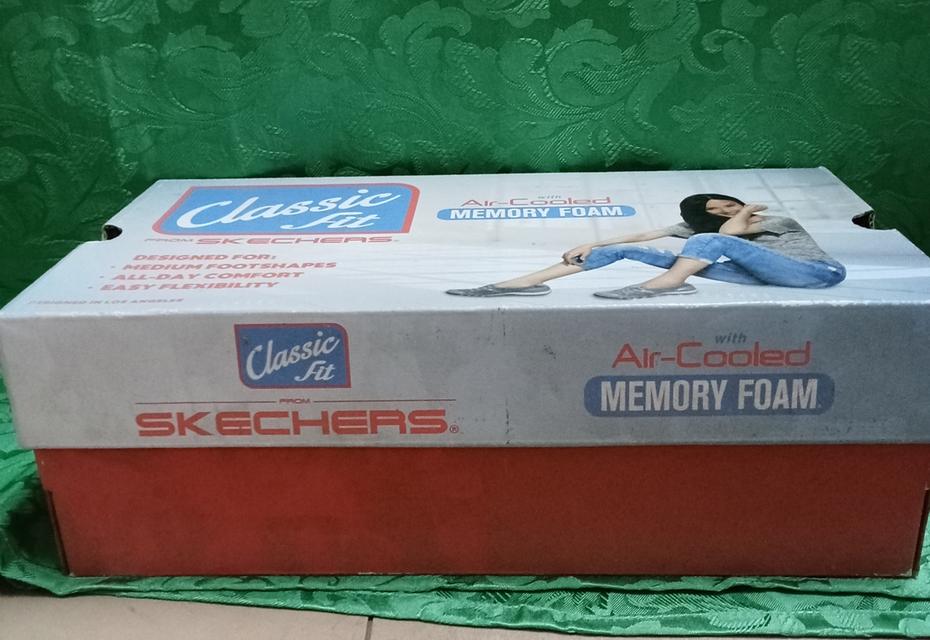 Classic
Fit
FROM SKECHERS
DESIGNED FOR:
• MEDIUM FOOTSHAPES
• ALL-DAY COMFORT
• EASY FLEXIBILITY
DESIGNED IN LOS ANGELES
with
Air-Cooled
MEMORY FOAM
Classic
Fit
FROM
SKECHERS®
with
Air-Cooled
MEMORY FOAM